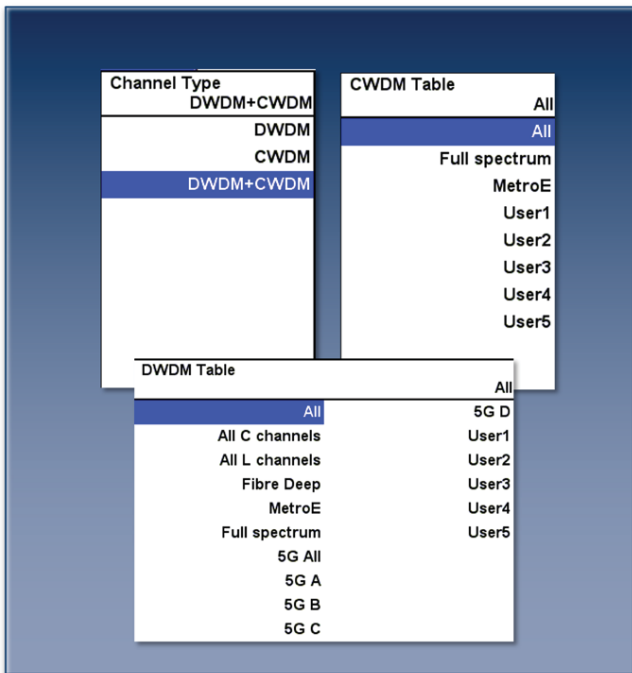 Channel Type
DWDM+CWDM
DWDM
CWDM
DWDM+CWDM
CWDM Table
All
All
Full spectrum
MetroE
User1
User2
User3
User4
User5
DWDM Table
All
All
All C channels
All L channels
Fibre Deep
MetroE
Full spectrum
5G All
5G A
5G B
5G C
5G D
User1
User2
User3
User4
User5